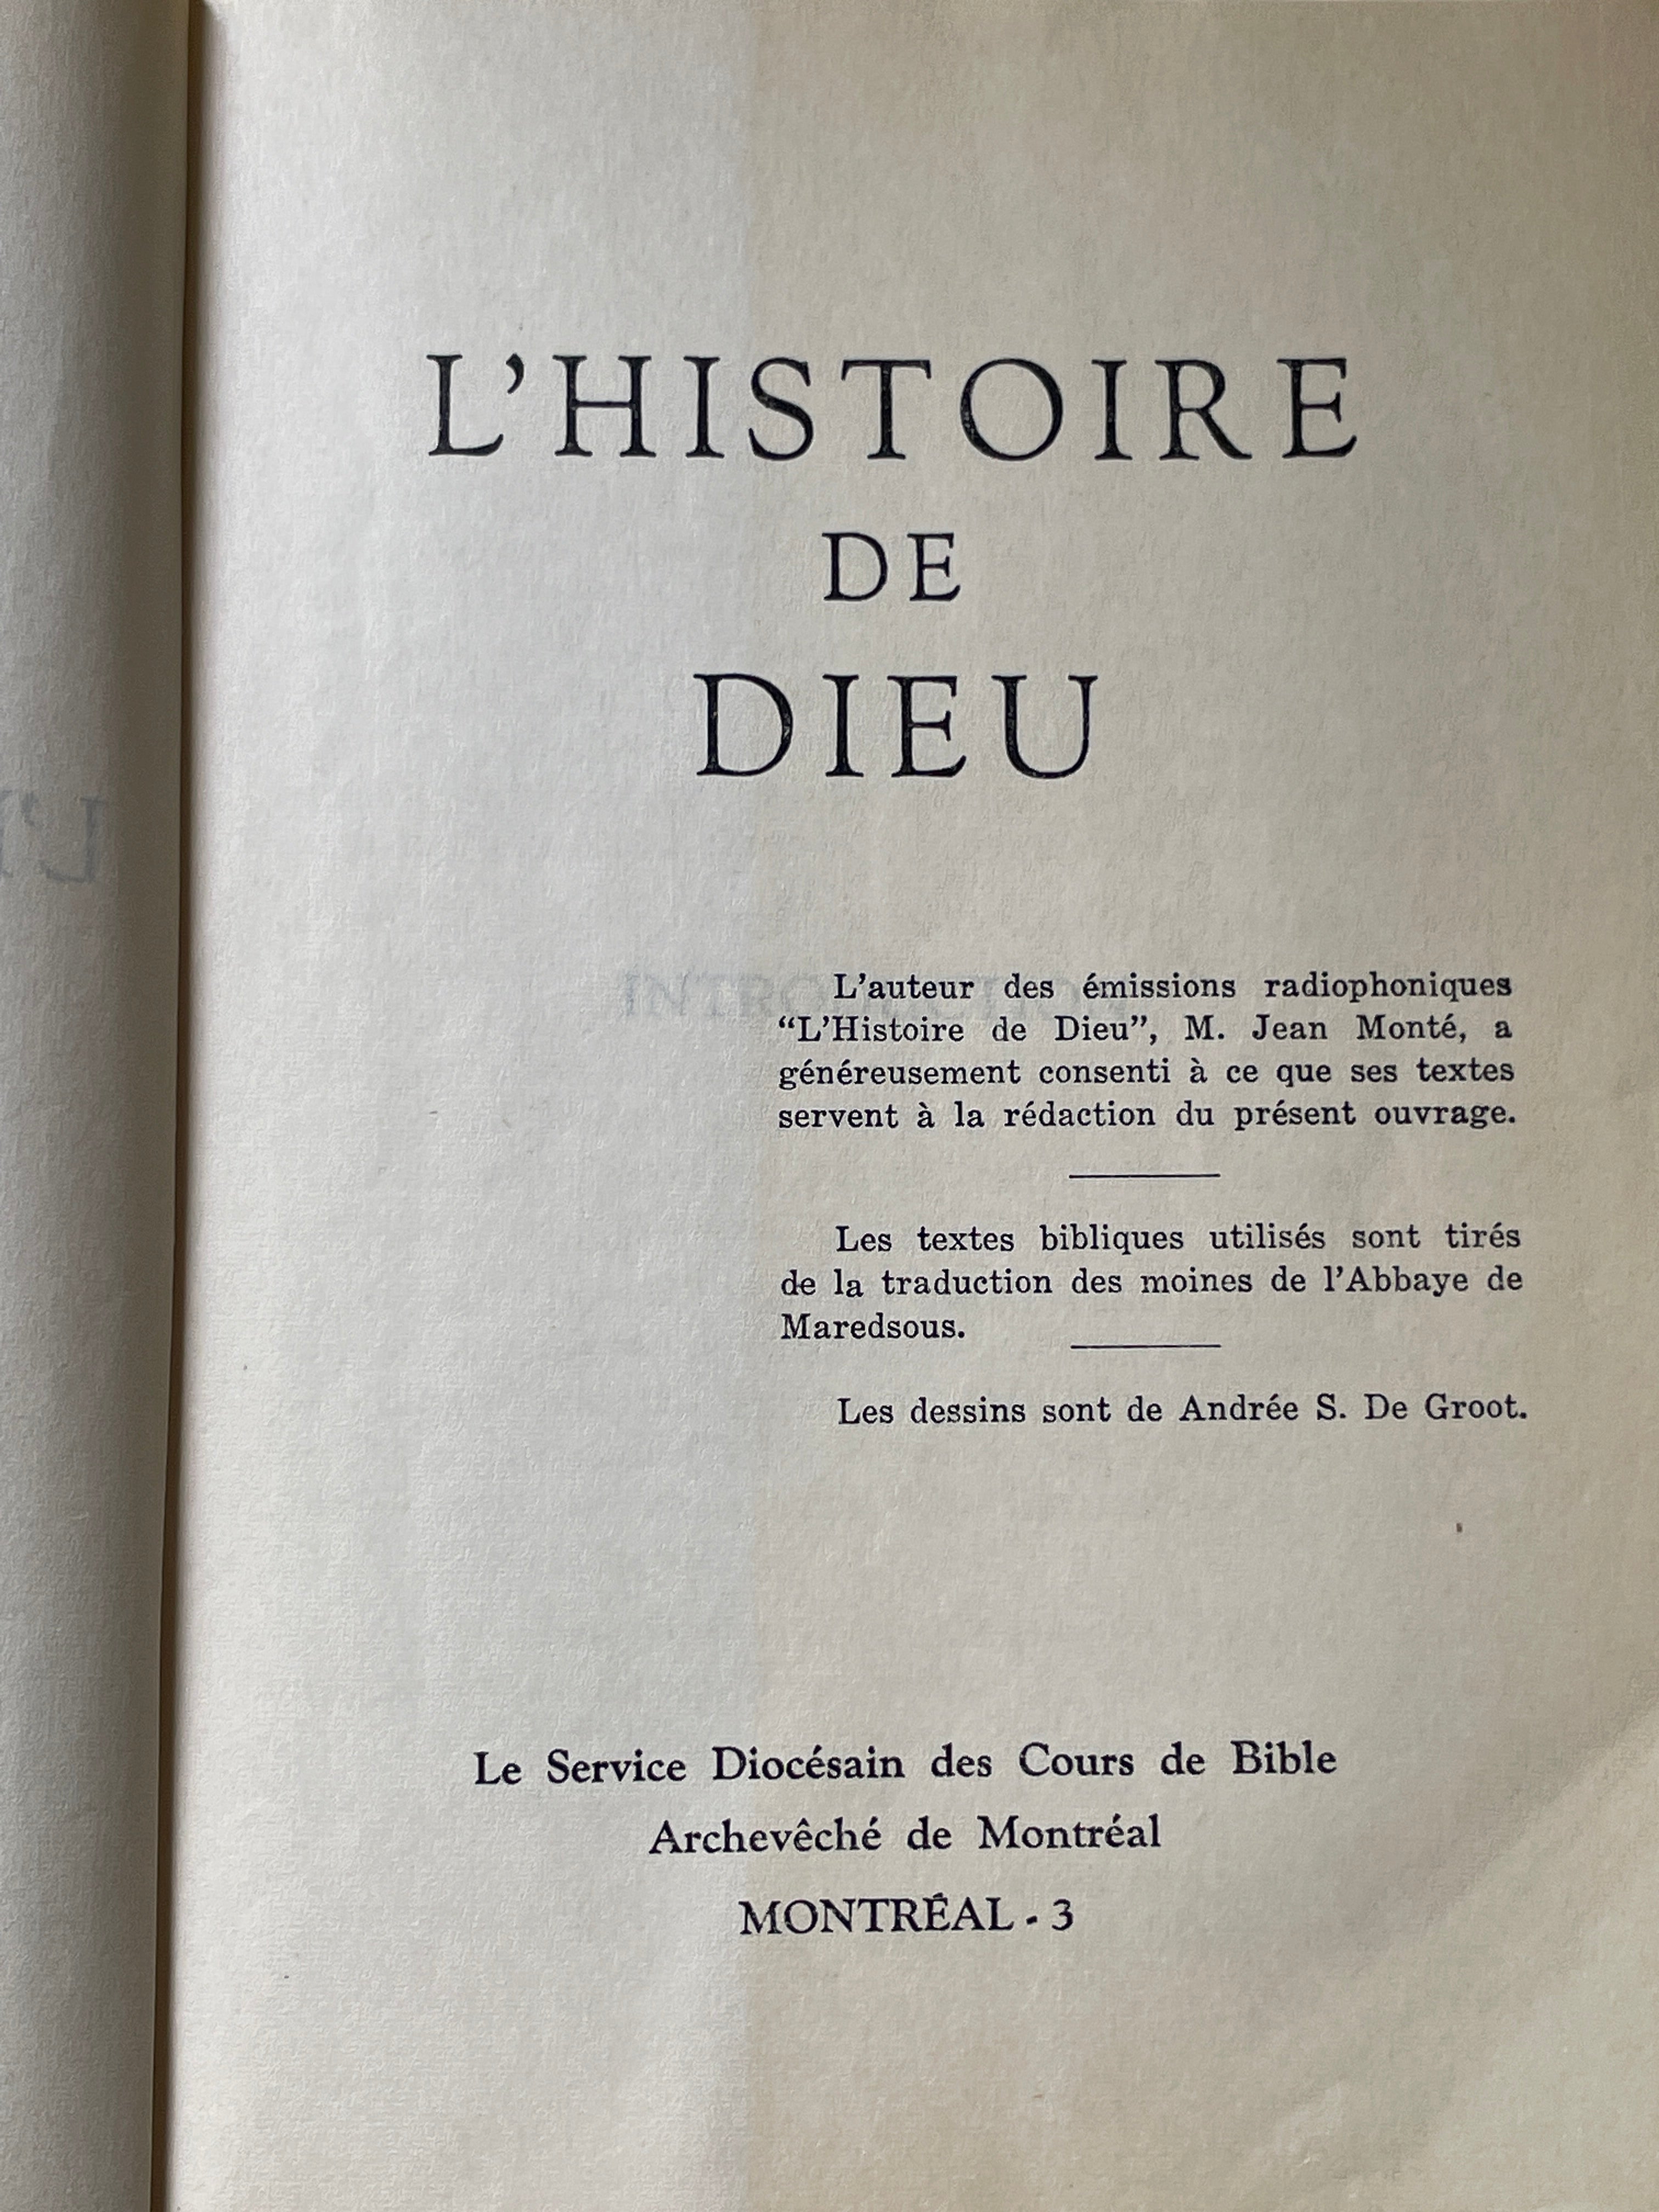 L'HISTOIRE
DE
DIEU
L'auteur des émissions radiophoniques
“L'Histoire de Dieu”, M. Jean Monté, a
généreusement consenti à ce que ses textes
servent à la rédaction du présent ouvrage.
Les textes bibliques utilisés sont tirés
de la traduction des moines de l'Abbaye de
Maredsous.
Les dessins sont de Andrée S. De Groot.
Le Service Diocésain des Cours de Bible
Archevêché de Montréal
MONTRÉAL - 3